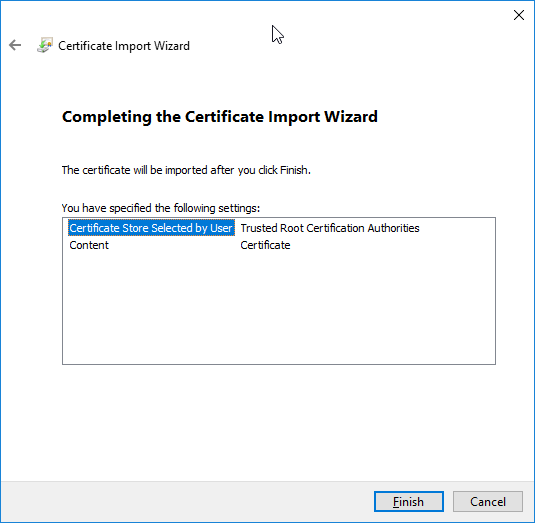 Certificate Import Wizard
Completing the Certificate Import Wizard
The certificate will be imported after you click Finish.
You have specified the following settings:
Certificate Store Selected by User Trusted Root Certification Authorities
Content Certificate
Finish Cancel